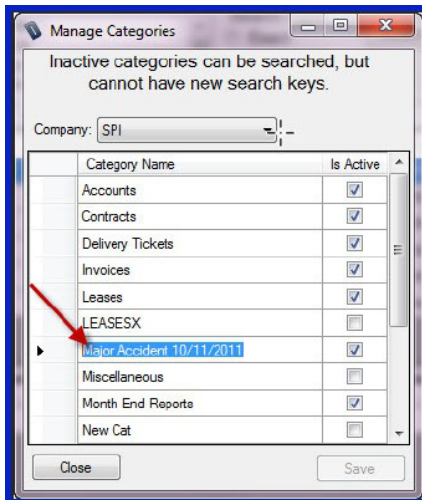 Manage Categories
Inactive categories can be searched, but
cannot have new search keys.
Company: SPI
Category Name Is Active
Accounts
Contracts
Delivery Tickets
Invoices
Leases
LEASESX
Major Accident 10/11/2011
Miscellaneous
Month End Reports
New Cat
Close Save